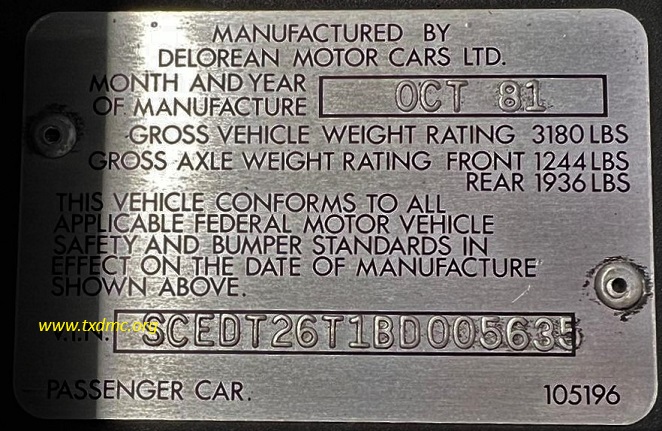 MANUFACTURED BY
DELOREAN MOTOR CARS LTD.
MONTH AND YEAR
OF MANUFACTURE OCT 81
GROSS VEHICLE WEIGHT RATING 3180 LBS
GROSS AXLE WEIGHT RATING FRONT 1244 LBS
REAR 1936 LBS
THIS VEHICLE CONFORMS TO ALL
APPLICABLE FEDERAL MOTOR VEHICLE
SAFETY AND BUMPER STANDARDS IN
EFFECT ON THE DATE OF MANUFACTURE
SHOWN ABOVE.
www.txdmc.org
V.I.N. SCEDT26T1BD005635
PASSENGER CAR. 105196